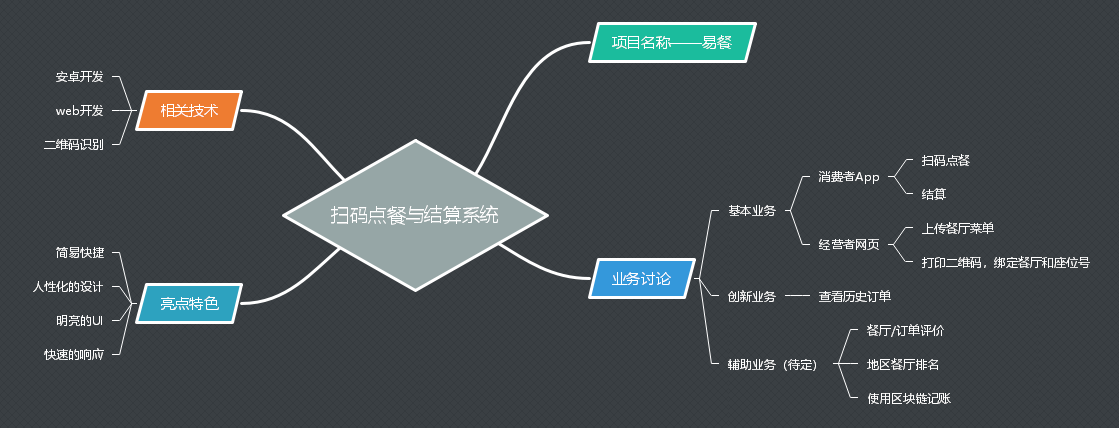 扫码点餐与结算系统
项目名称——易餐
业务讨论
基本业务
消费者App
扫码点餐
结算
经营者网页
上传餐厅菜单
打印二维码，绑定餐厅和座位号
创新业务
查看历史订单
辅助业务（待定）
餐厅/订单评价
地区餐厅排名
使用区块链记账
相关技术
安卓开发
web开发
二维码识别
亮点特色
简易快捷
人性化的设计
明亮的UI
快速的响应